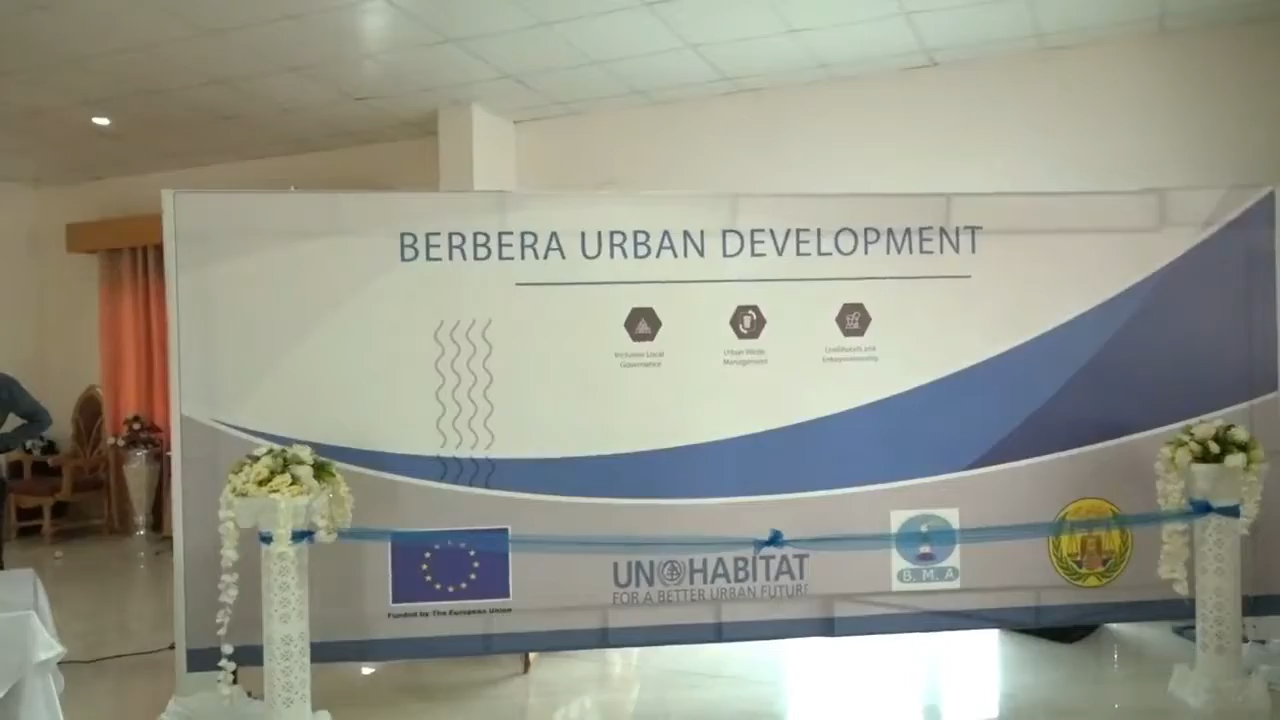 BERBERA URBAN DEVELOPMENT
Inclusive Local
Governance
Urban Waste
Management
Livelihoods and
Entrepreneurship
Funded by The European Union
UN HABITAT
FOR A BETTER URBAN FUTURE
B. M. A